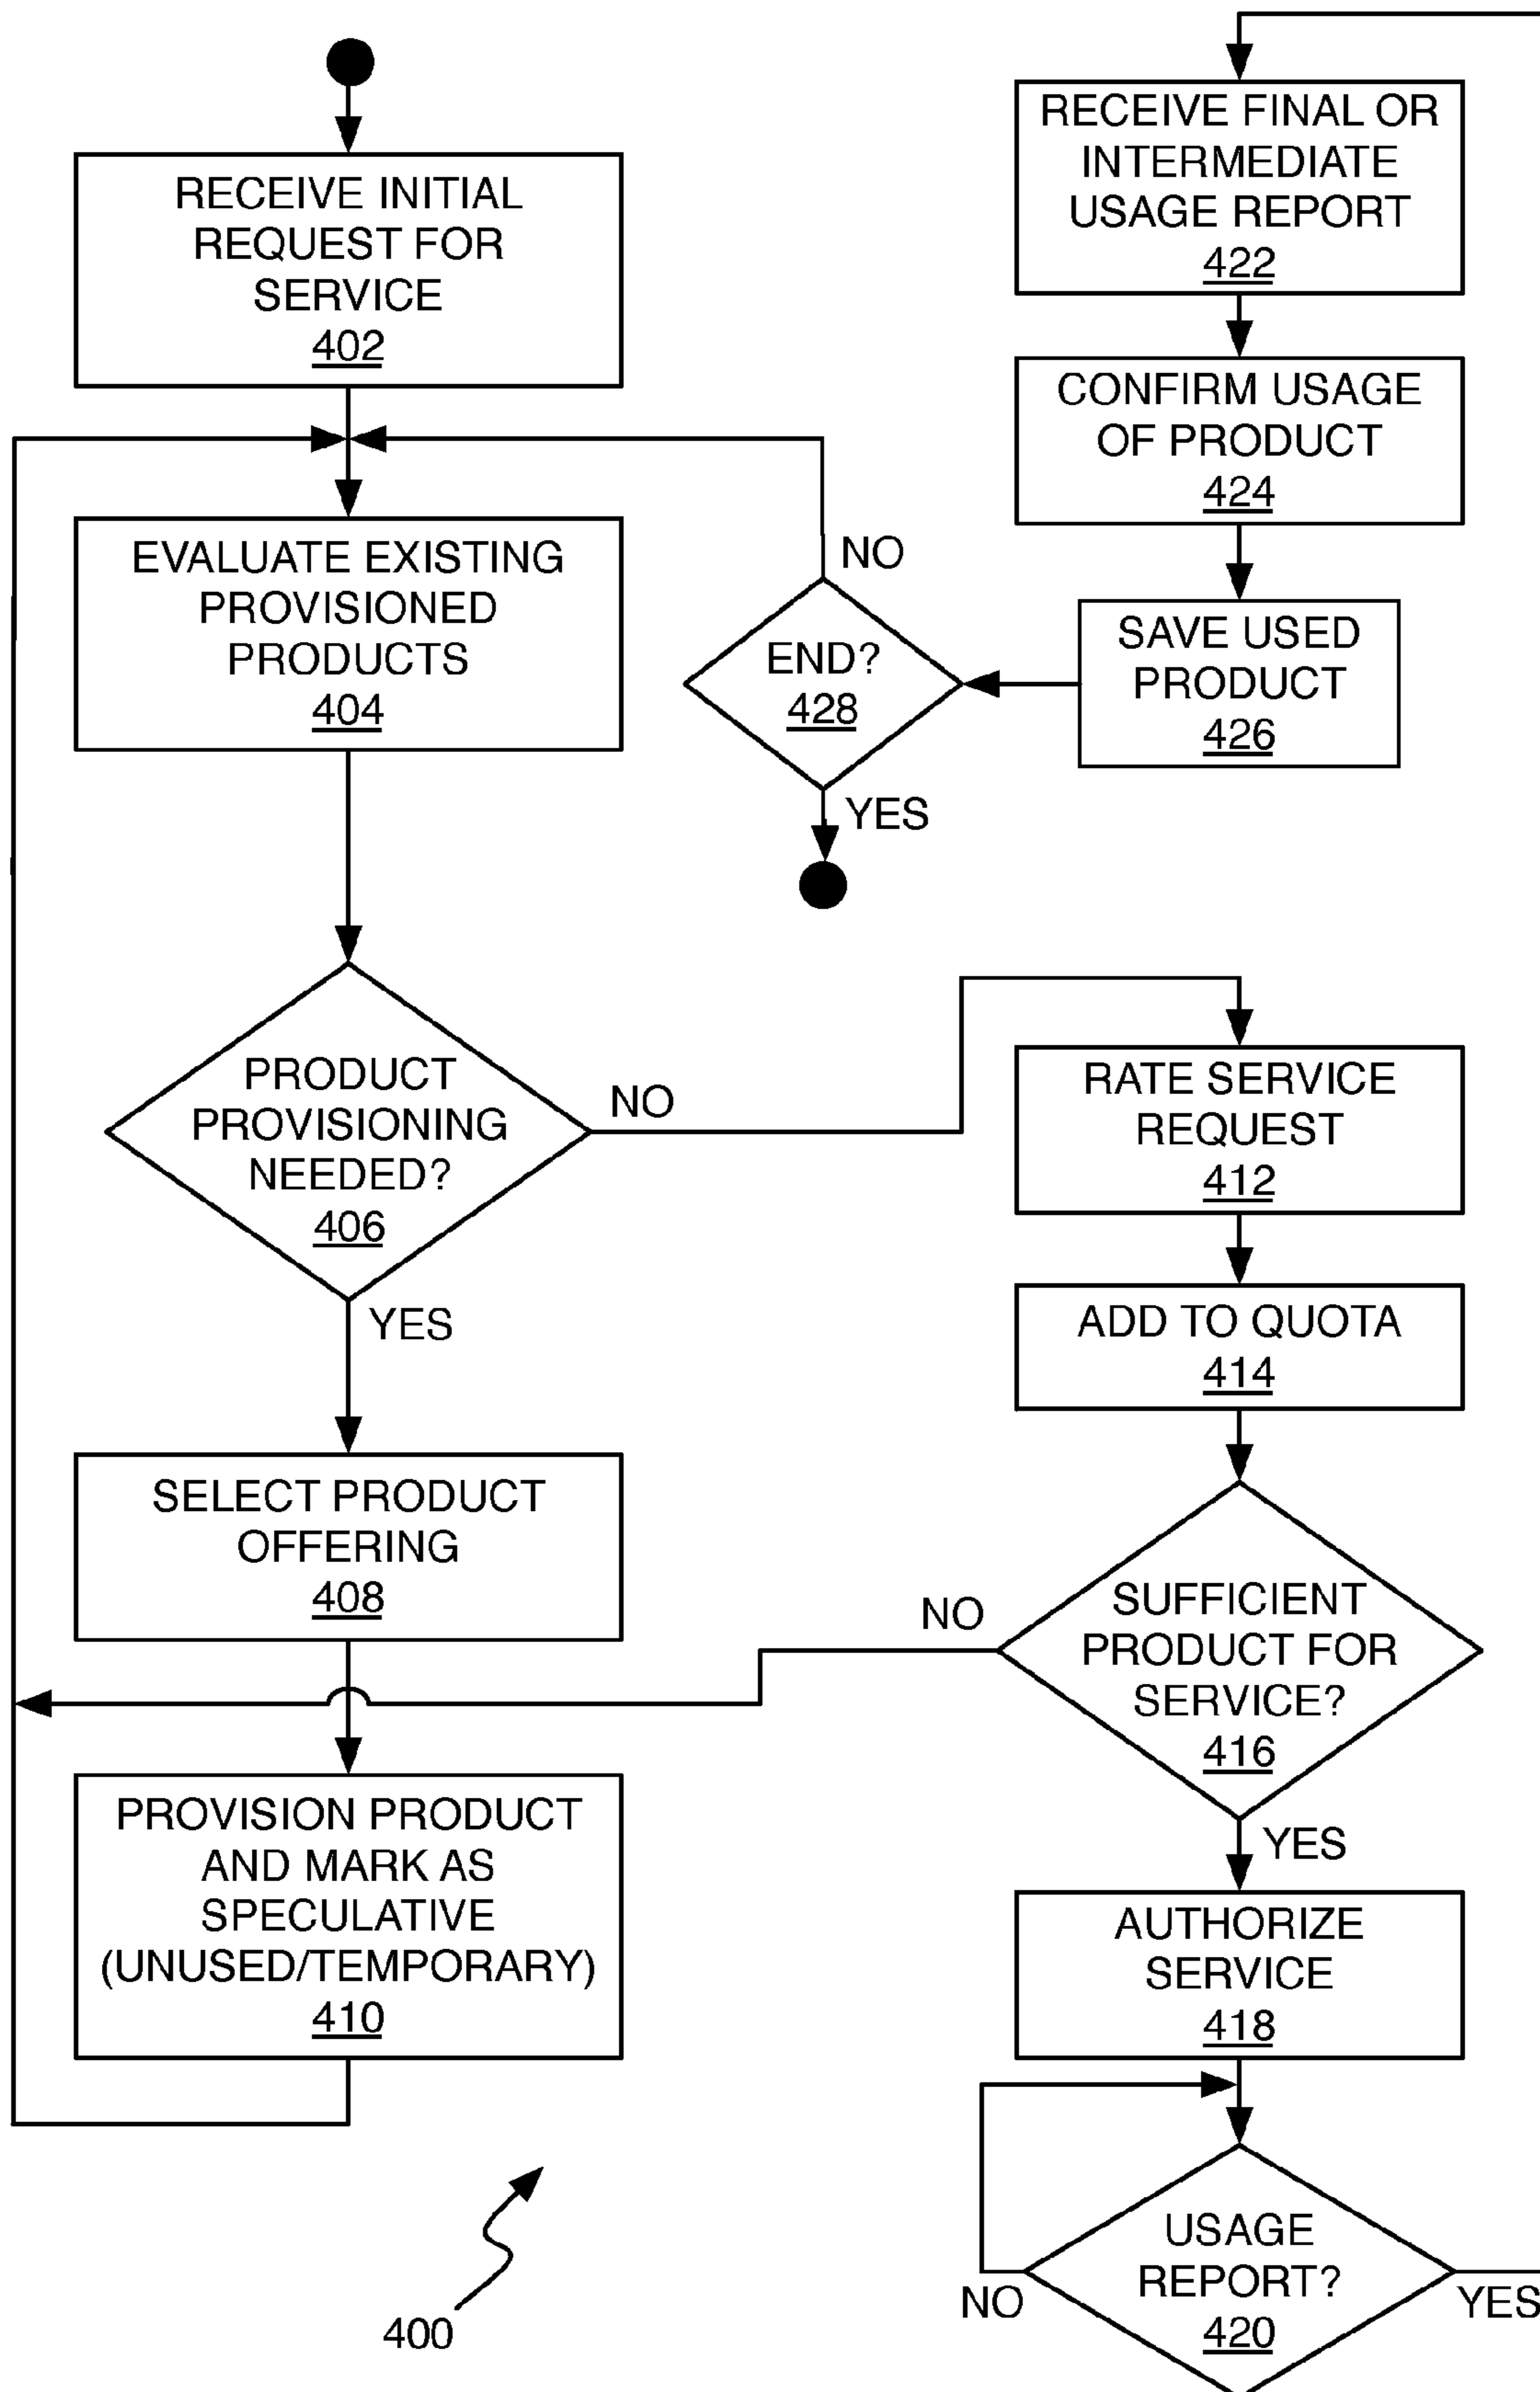 RECEIVE INITIAL
REQUEST FOR
SERVICE
402
EVALUATE EXISTING
PROVISIONED
PRODUCTS
404
PRODUCT
PROVISIONING
NEEDED?
406
NO
YES
SELECT PRODUCT
OFFERING
408
PROVISION PRODUCT
AND MARK AS
SPECULATIVE
(UNUSED/TEMPORARY)
410
RATE SERVICE
REQUEST
412
ADD TO QUOTA
414
SUFFICIENT
PRODUCT FOR
SERVICE?
416
NO
YES
AUTHORIZE
SERVICE
418
USAGE
REPORT?
420
NO
YES
RECEIVE FINAL OR
INTERMEDIATE
USAGE REPORT
422
CONFIRM USAGE
OF PRODUCT
424
SAVE USED
PRODUCT
426
END?
428
NO
YES
400